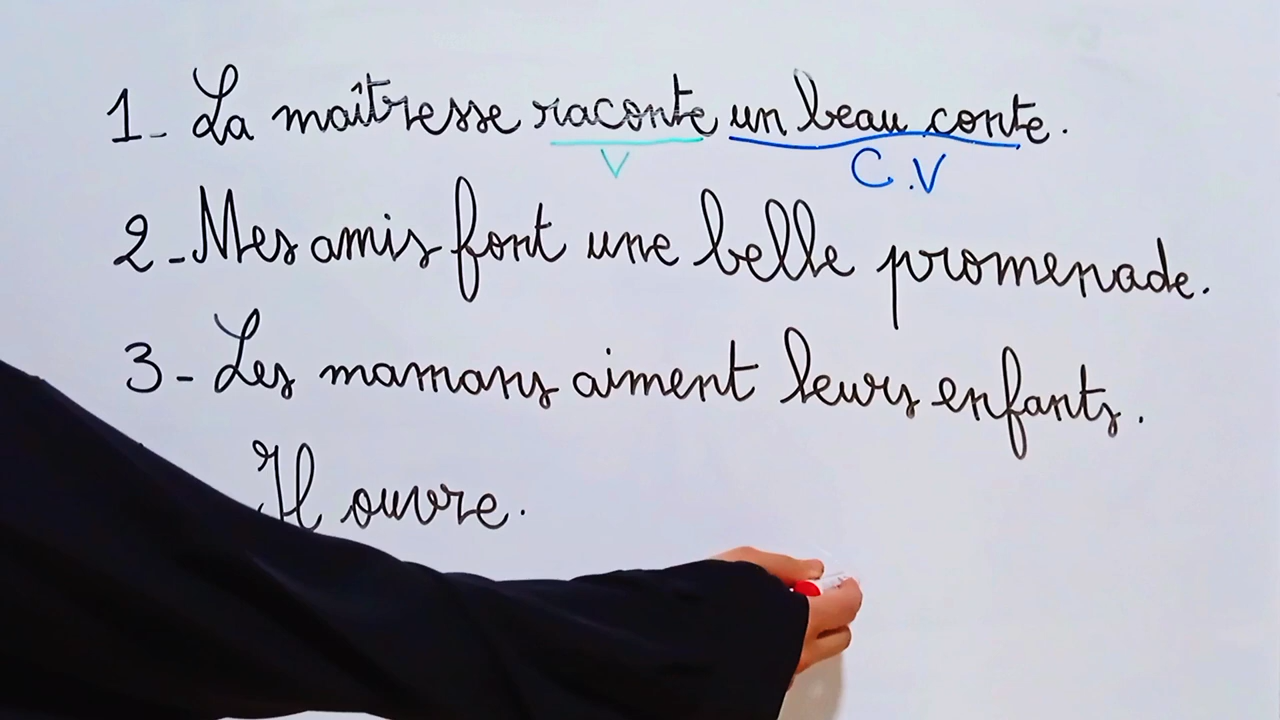 1- La maîtresse raconte un beau conte.
V C.V
2- Mes amis font une belle promenade.
3- Les mamans aiment leurs enfants.
Il ouvre.